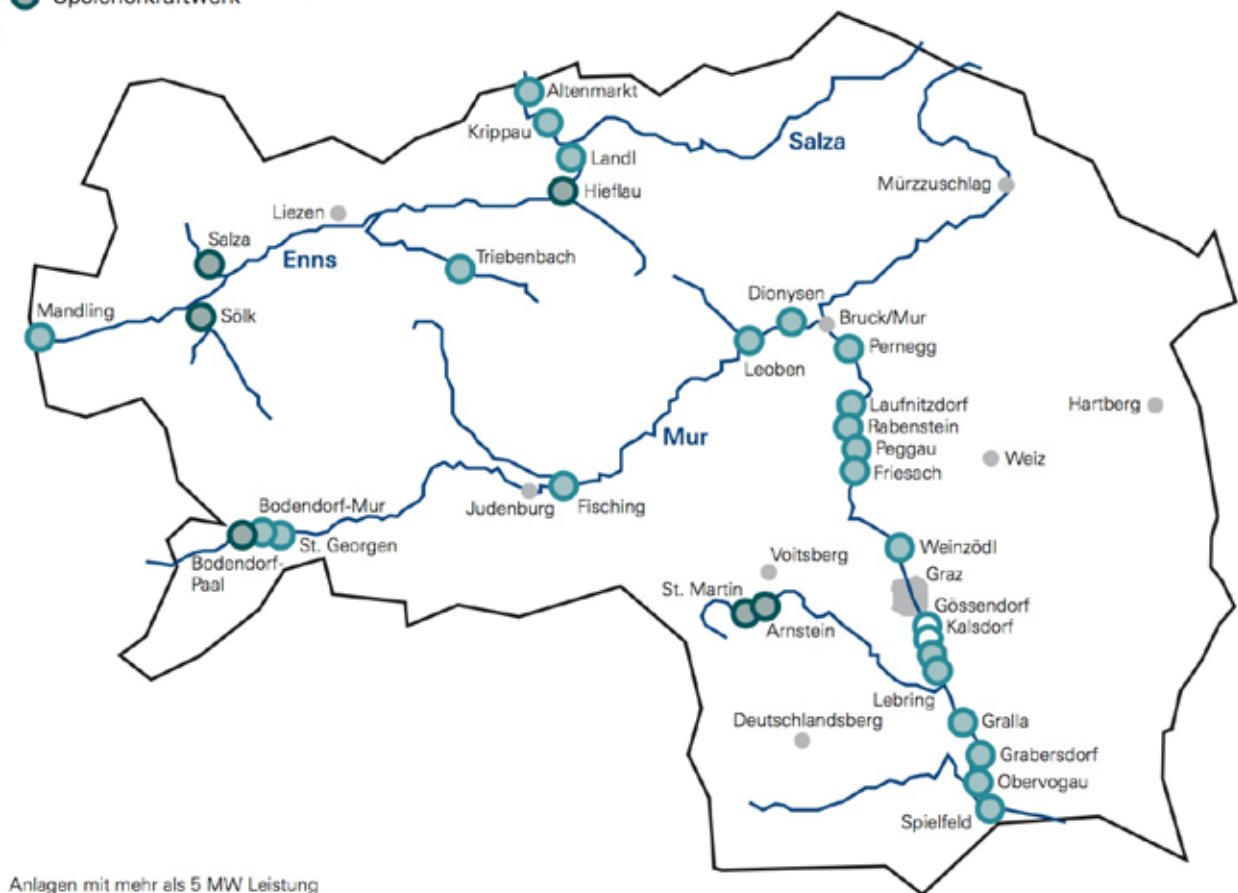 Speicherkraftwerk
Altenmarkt
Krippau
Salza
Landl
Mürzzuschlag
Hieflau
Liezen
Salza
Enns
Triebenbach
Mandling
Sölk
Dionysen
Bruck/Mur
Pernegg
Leoben
Laufnitzdorf
Hartberg
Rabenstein
Mur
Peggau
Weiz
Friesach
Bodendorf-Mur
Judenburg
Fisching
St. Georgen
Weinzödl
Bodendorf-
Paal
Voitsberg
Graz
St. Martin
Gössendorf
Kalsdorf
Arnstein
Lebring
Deutschlandsberg
Gralla
Grabersdorf
Obervogau
Spielfeld
Anlagen mit mehr als 5 MW Leistung